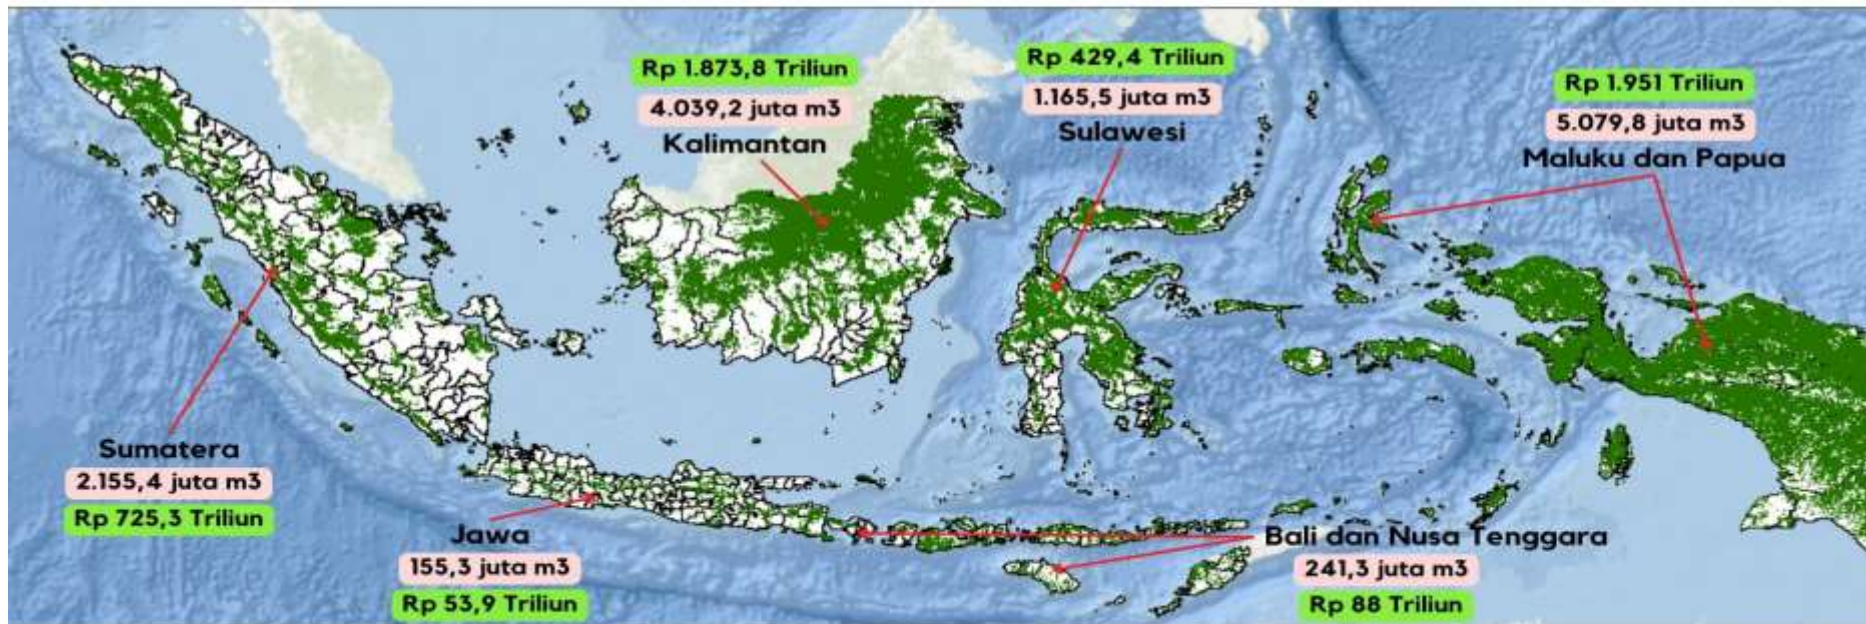 Rp 1.873,8 Triliun
4.039,2 juta m3
Kalimantan
Rp 429,4 Triliun
1.165,5 juta m3
Sulawesi
Rp 1.951 Triliun
5.079,8 juta m3
Maluku dan Papua
Sumatera
2.155,4 juta m3
Rp 725,3 Triliun
Jawa
155,3 juta m3
Rp 53,9 Triliun
Bali dan Nusa Tenggara
241,3 juta m3
Rp 88 Triliun